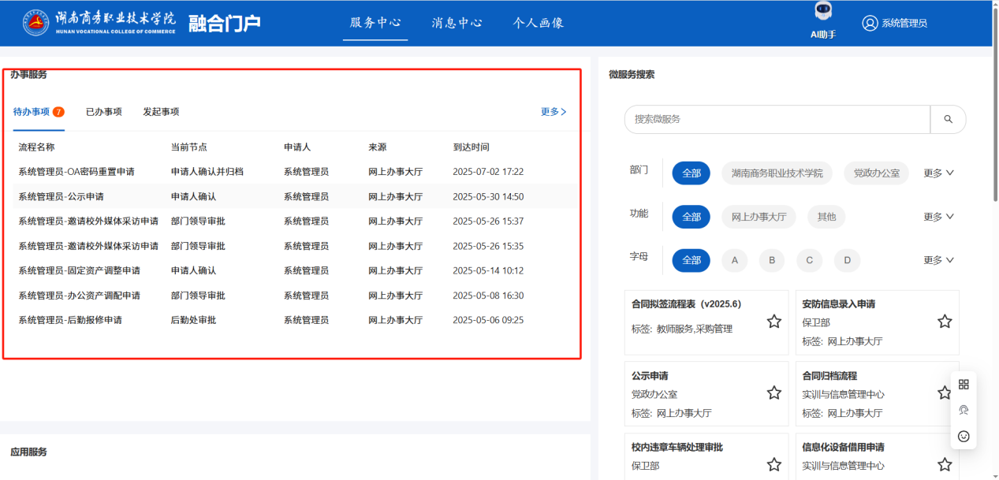 湖南商务职业技术学院
HUNAN VOCATIONAL COLLEGE OF COMMERCE
融合门户
服务中心 消息中心 个人画像
AI助手
系统管理员
办事服务
待办事项 7 已办事项 发起事项 更多
流程名称 当前节点 申请人 来源 到达时间
系统管理员-OA密码重置申请 申请人确认并归档 系统管理员 网上办事大厅 2025-07-02 17:22
系统管理员-公示申请 申请人确认 系统管理员 网上办事大厅 2025-05-30 14:50
系统管理员-邀请校外媒体采访申请 部门领导审批 系统管理员 网上办事大厅 2025-05-26 15:37
系统管理员-邀请校外媒体采访申请 部门领导审批 系统管理员 网上办事大厅 2025-05-26 15:35
系统管理员-固定资产调整申请 申请人确认 系统管理员 网上办事大厅 2025-05-14 10:12
系统管理员-办公资产调配申请 部门领导审批 系统管理员 网上办事大厅 2025-05-08 16:30
系统管理员-后勤报修申请 后勤处审批 系统管理员 网上办事大厅 2025-05-06 09:25
应用服务
微服务搜索
搜索微服务
部门 全部 湖南商务职业技术学院 党政办公室 更多
功能 全部 网上办事大厅 其他 更多
字母 全部 A B C D 更多
合同拟签流程表（v2025.6）
标签: 教师服务,采购管理
安防信息录入申请
保卫部
标签: 网上办事大厅
公示申请
党政办公室
标签: 网上办事大厅
合同归档流程
实训与信息管理中心
标签: 网上办事大厅
校内违章车辆处理审批
保卫部
信息化设备借用申请
实训与信息管理中心